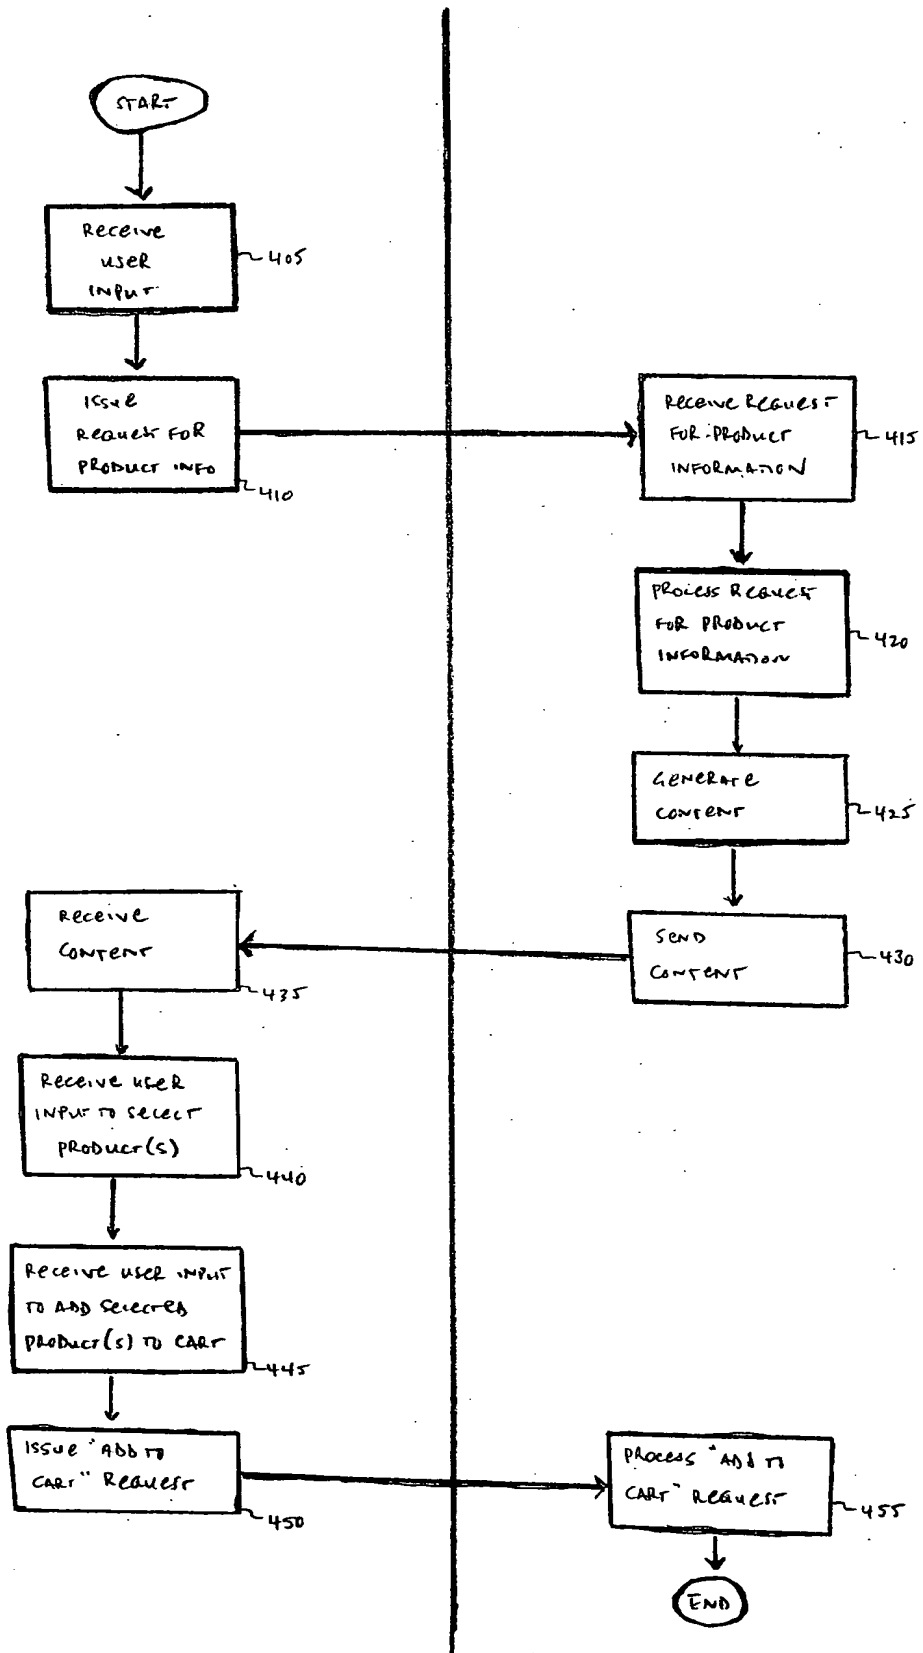 START
Receive
user
INPUT
405
Issue
Request FOR
PRODUCT INFO
410
Receive Request
FOR PRODUCT
INFORMATION
415
Process Request
FOR PRODUCT
INFORMATION
420
Generate
Content
425
Send
Content
430
Receive
Content
435
Receive user
INPUT TO select
product(s)
440
Receive user INPUT
TO ADD selected
product(s) TO CART
445
Issue "ADD TO
CART" Request
450
Process "ADD TO
CART" Request
455
END